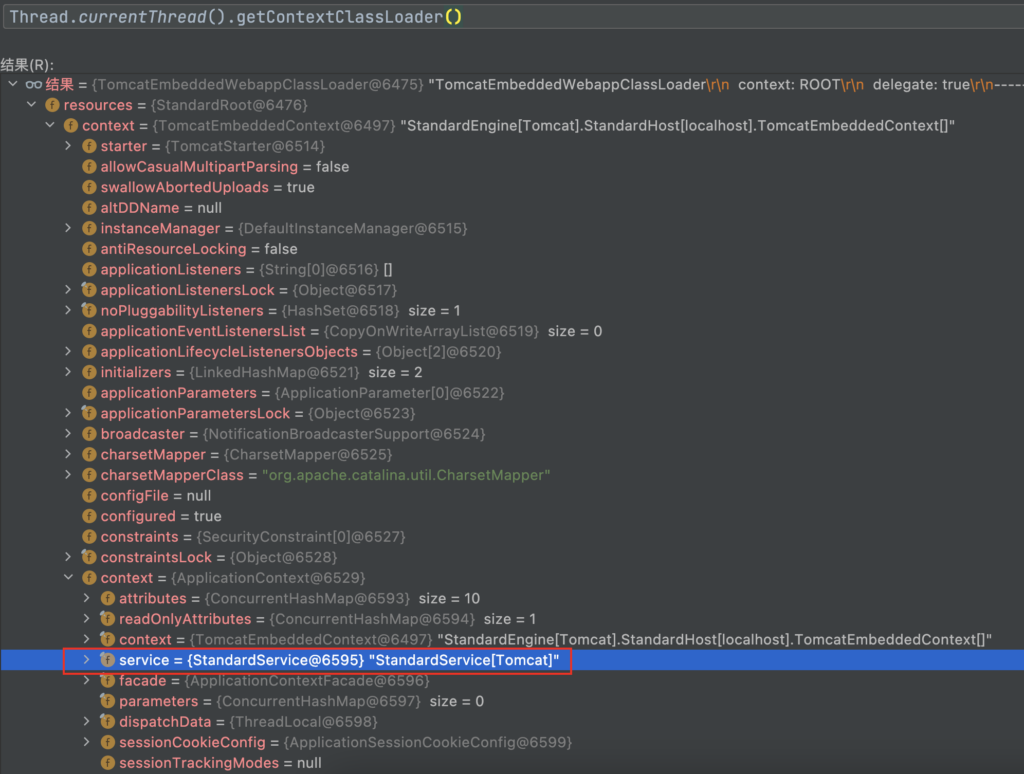 Thread.currentThread().getContextClassLoader()
结果(R):
结果 = {TomcatEmbeddedWebappClassLoader@6475} "TomcatEmbeddedWebappClassLoader\r\n  context: ROOT\r\n  delegate: true\r\n-----
resources = {StandardRoot@6476}
context = {TomcatEmbeddedContext@6497} "StandardEngine[Tomcat].StandardHost[localhost].TomcatEmbeddedContext[]"
starter = {TomcatStarter@6514}
allowCasualMultipartParsing = false
swallowAbortedUploads = true
altDDName = null
instanceManager = {DefaultInstanceManager@6515}
antiResourceLocking = false
applicationListeners = {String[0]@6516} []
applicationListenersLock = {Object@6517}
noPluggabilityListeners = {HashSet@6518}  size = 1
applicationEventListenersList = {CopyOnWriteArrayList@6519}  size = 0
applicationLifecycleListenersObjects = {Object[2]@6520}
initializers = {LinkedHashMap@6521}  size = 2
applicationParameters = {ApplicationParameter[0]@6522}
applicationParametersLock = {Object@6523}
broadcaster = {NotificationBroadcasterSupport@6524}
charsetMapper = {CharsetMapper@6525}
charsetMapperClass = "org.apache.catalina.util.CharsetMapper"
configFile = null
configured = true
constraints = {SecurityConstraint[0]@6527}
constraintsLock = {Object@6528}
context = {ApplicationContext@6529}
attributes = {ConcurrentHashMap@6593}  size = 10
readOnlyAttributes = {ConcurrentHashMap@6594}  size = 1
context = {TomcatEmbeddedContext@6497} "StandardEngine[Tomcat].StandardHost[localhost].TomcatEmbeddedContext[]"
service = {StandardService@6595} "StandardService[Tomcat]"
facade = {ApplicationContextFacade@6596}
parameters = {ConcurrentHashMap@6597}  size = 0
dispatchData = {ThreadLocal@6598}
sessionCookieConfig = {ApplicationSessionCookieConfig@6599}
sessionTrackingModes = null